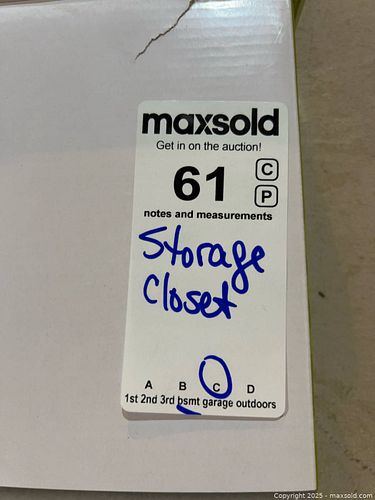 maxsold
Get in on the auction!
61
C
P
notes and measurements
Storage
Closet
A B C D
1st 2nd 3rd bsmt garage outdoors
Copyright 2025 - maxsold.com